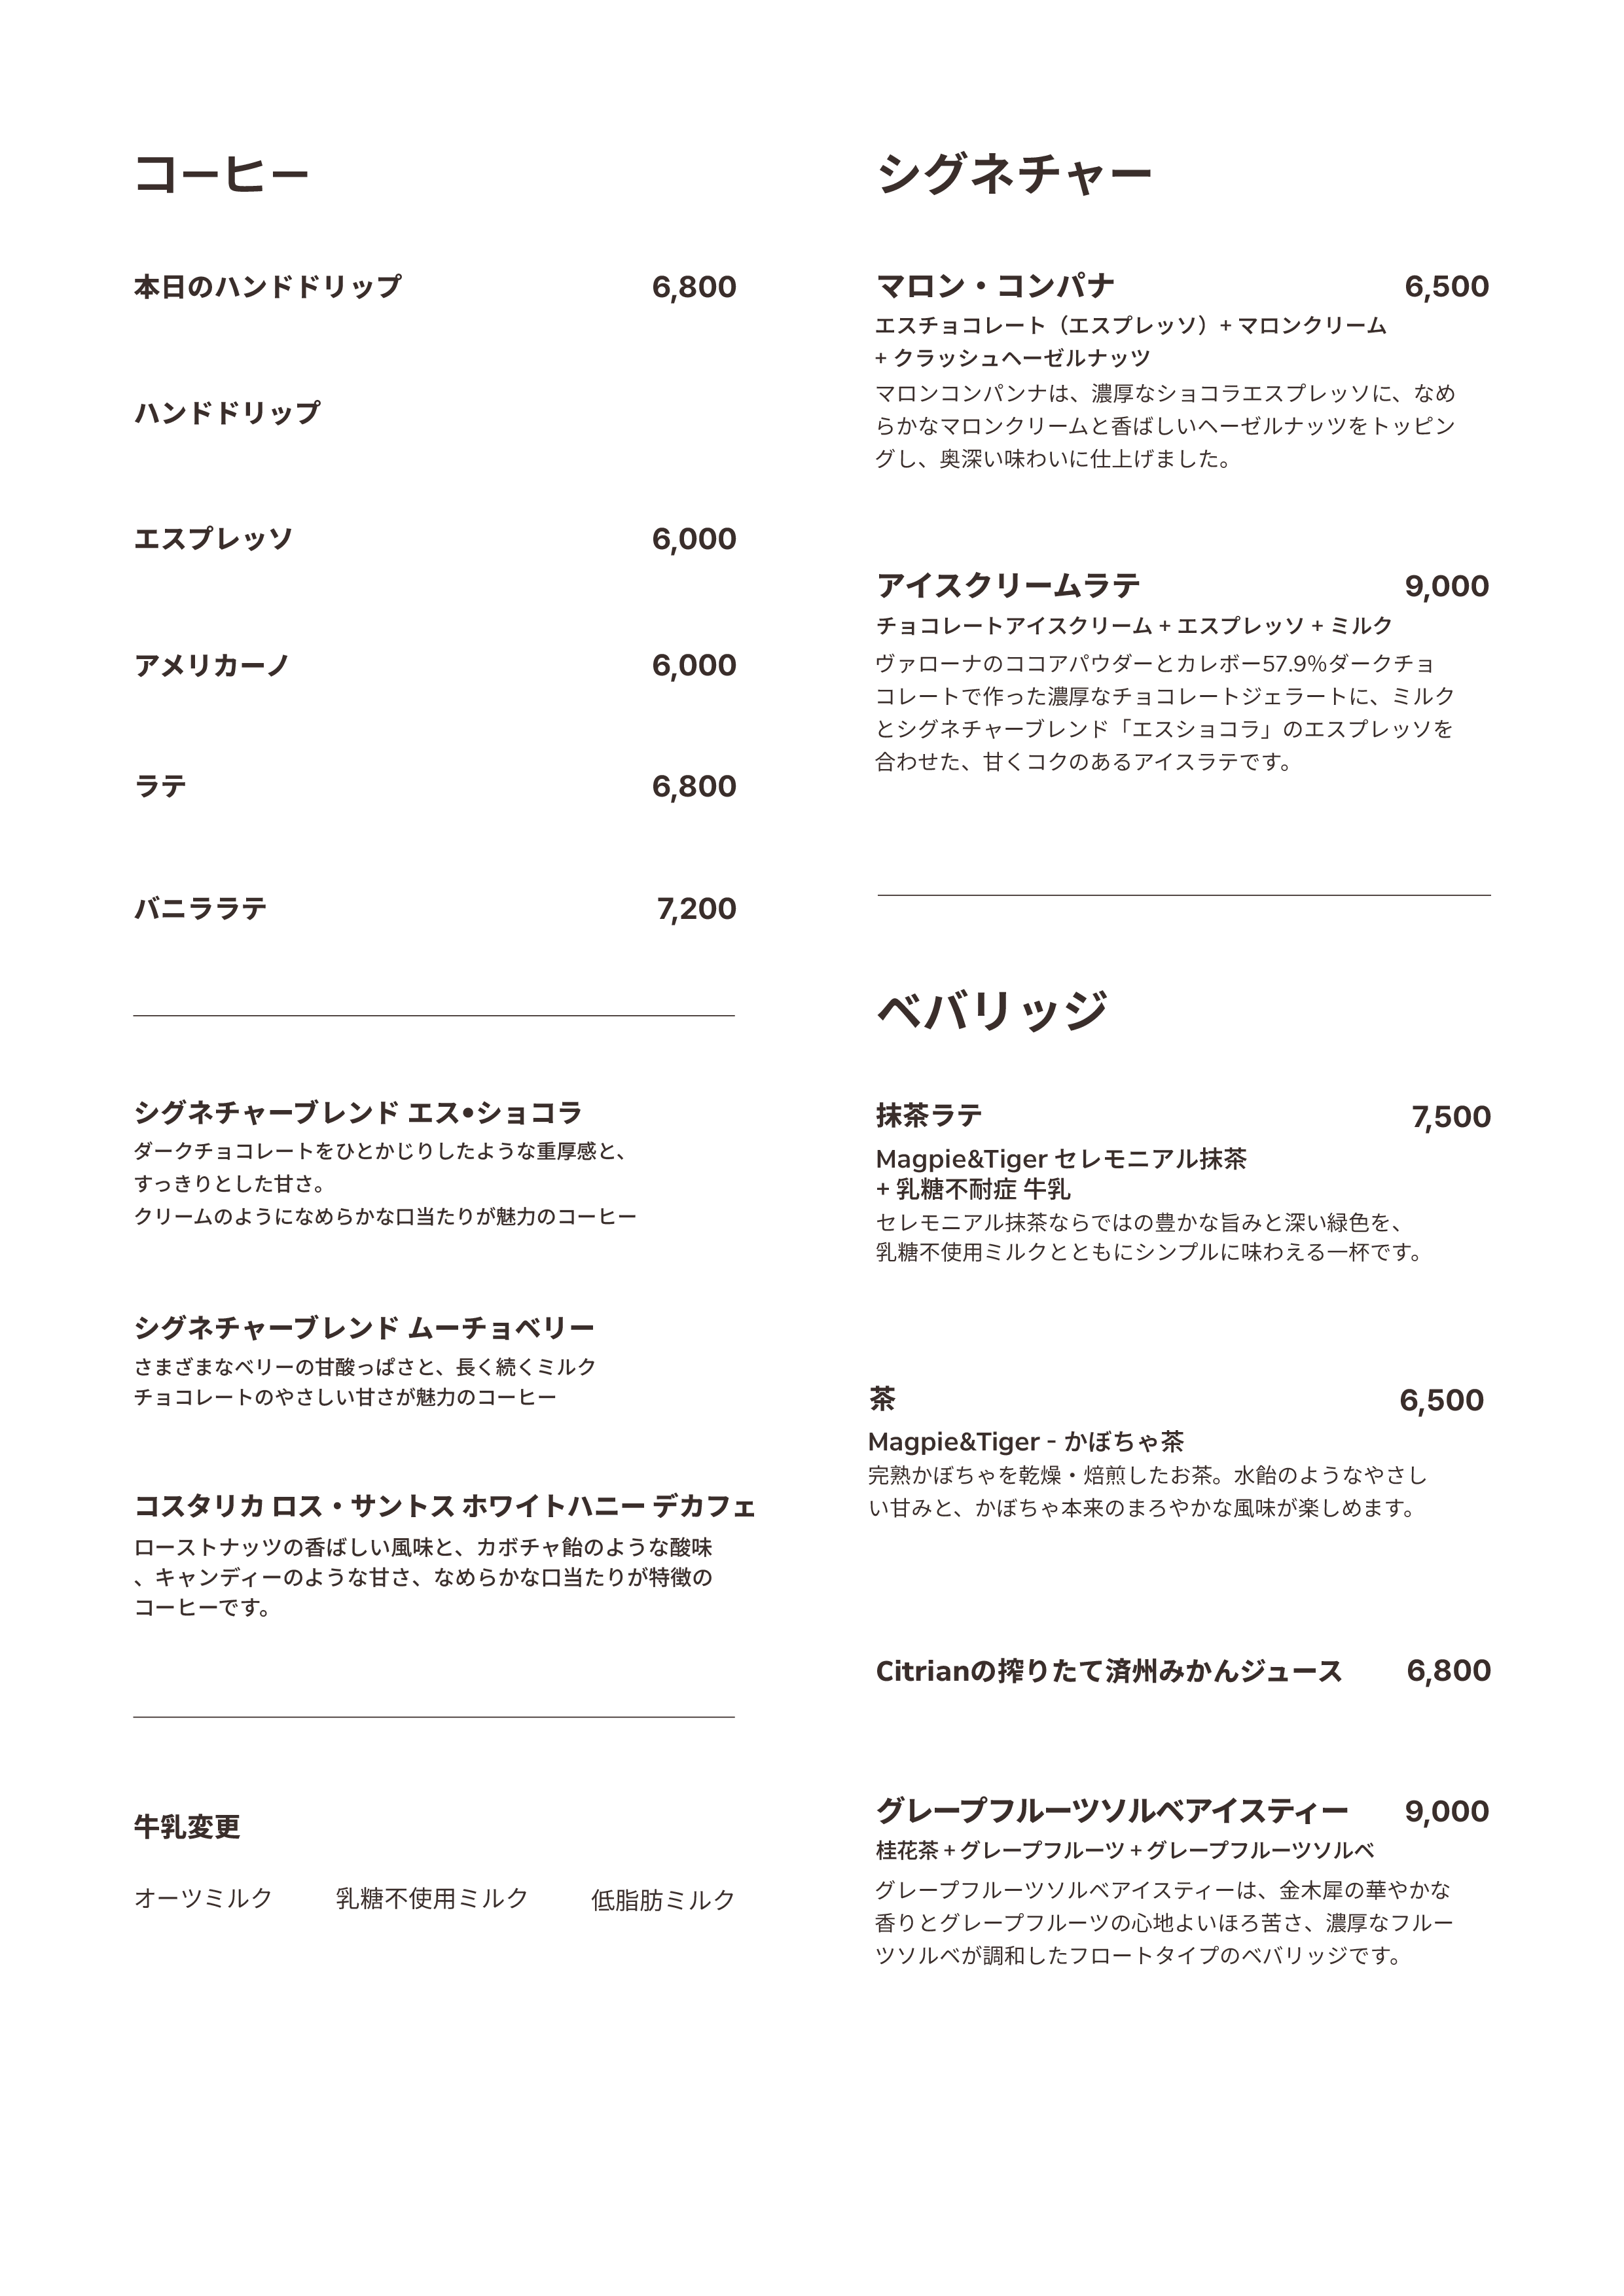 コーヒー
本日のハンドドリップ 6,800
ハンドドリップ
エスプレッソ 6,000
アメリカーノ 6,000
ラテ 6,800
バニララテ 7,200
シグネチャーブレンド エス•ショコラ
ダークチョコレートをひとかじりしたような重厚感と、
すっきりとした甘さ。
クリームのようになめらかな口当たりが魅力のコーヒー
シグネチャーブレンド ムーチョベリー
さまざまなベリーの甘酸っぱさと、長く続くミルク
チョコレートのやさしい甘さが魅力のコーヒー
コスタリカ ロス・サントス ホワイトハニー デカフェ
ローストナッツの香ばしい風味と、カボチャ飴のような酸味
、キャンディーのような甘さ、なめらかな口当たりが特徴の
コーヒーです。
牛乳変更
オーツミルク 乳糖不使用ミルク 低脂肪ミルク
シグネチャー
マロン・コンパナ 6,500
エスチョコレート（エスプレッソ）+ マロンクリーム
+ クラッシュヘーゼルナッツ
マロンコンパンナは、濃厚なショコラエスプレッソに、なめ
らかなマロンクリームと香ばしいヘーゼルナッツをトッピン
グし、奥深い味わいに仕上げました。
アイスクリームラテ 9,000
チョコレートアイスクリーム + エスプレッソ + ミルク
ヴァローナのココアパウダーとカレボー57.9%ダークチョ
コレートで作った濃厚なチョコレートジェラートに、ミルク
とシグネチャーブレンド「エスショコラ」のエスプレッソを
合わせた、甘くコクのあるアイスラテです。
ベバリッジ
抹茶ラテ 7,500
Magpie&Tiger セレモニアル抹茶
+ 乳糖不耐症 牛乳
セレモニアル抹茶ならではの豊かな旨みと深い緑色を、
乳糖不使用ミルクとともにシンプルに味わえる一杯です。
茶 6,500
Magpie&Tiger - かぼちゃ茶
完熟かぼちゃを乾燥・焙煎したお茶。水飴のようなやさし
い甘みと、かぼちゃ本来のまろやかな風味が楽しめます。
Citrianの搾りたて済州みかんジュース 6,800
グレープフルーツソルベアイスティー 9,000
桂花茶 + グレープフルーツ + グレープフルーツソルベ
グレープフルーツソルベアイスティーは、金木犀の華やかな
香りとグレープフルーツの心地よいほろ苦さ、濃厚なフルー
ツソルベが調和したフロートタイプのベバリッジです。